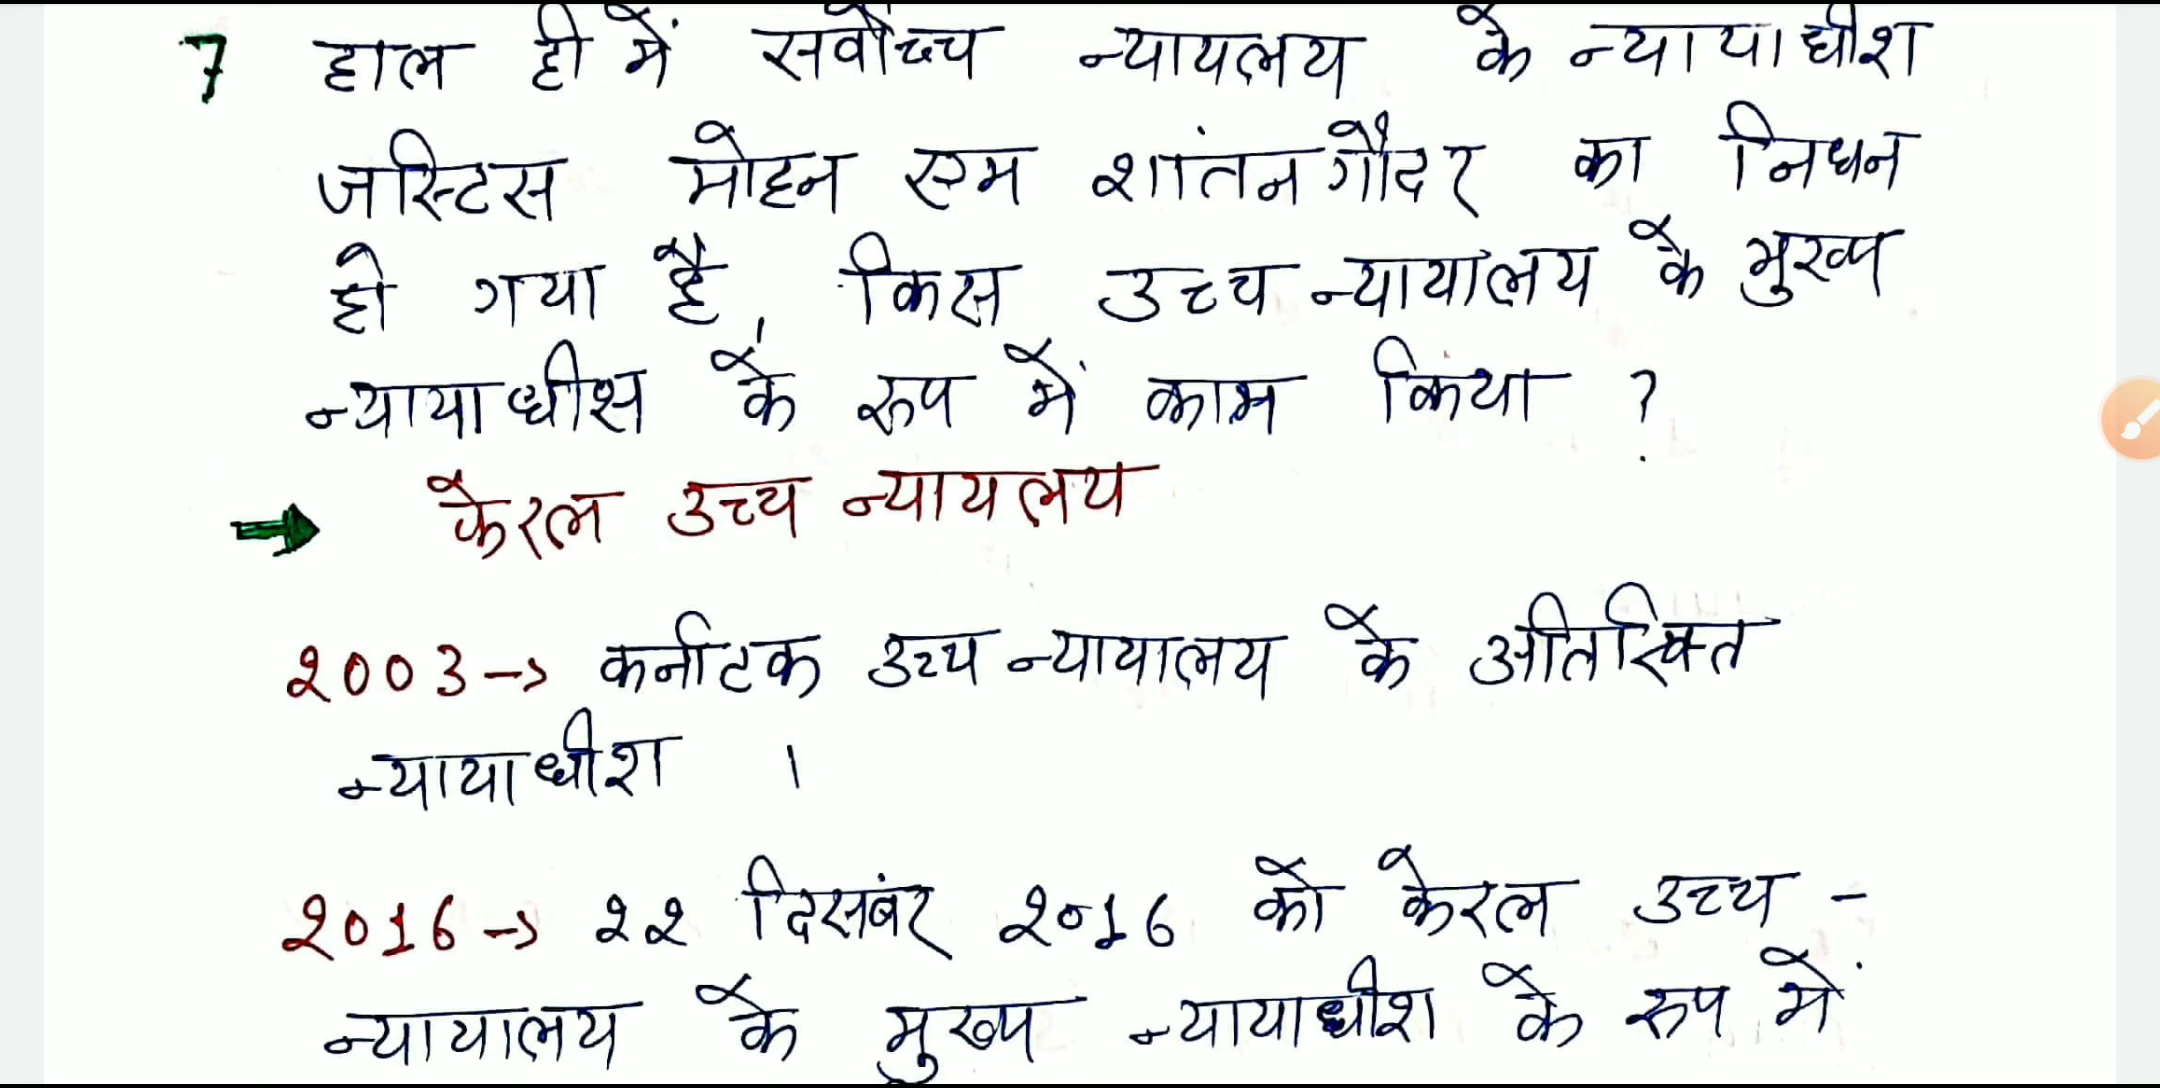 7 हाल ही में सर्वोच्च न्यायलय के न्यायाधीश
जस्टिस मोहन एम शांतनगौदर का निधन
हो गया है, किस उच्च न्यायालय के मुख्य
न्यायाधीश के रूप में काम किया ?
→ केरल उच्च न्यायलय
2003 → कर्नाटक उच्च न्यायालय के अतिरिक्त
न्यायाधीश ।
2016 → 22 दिसंबर 2016 को केरल उच्च -
न्यायालय के मुख्य न्यायाधीश के रूप में